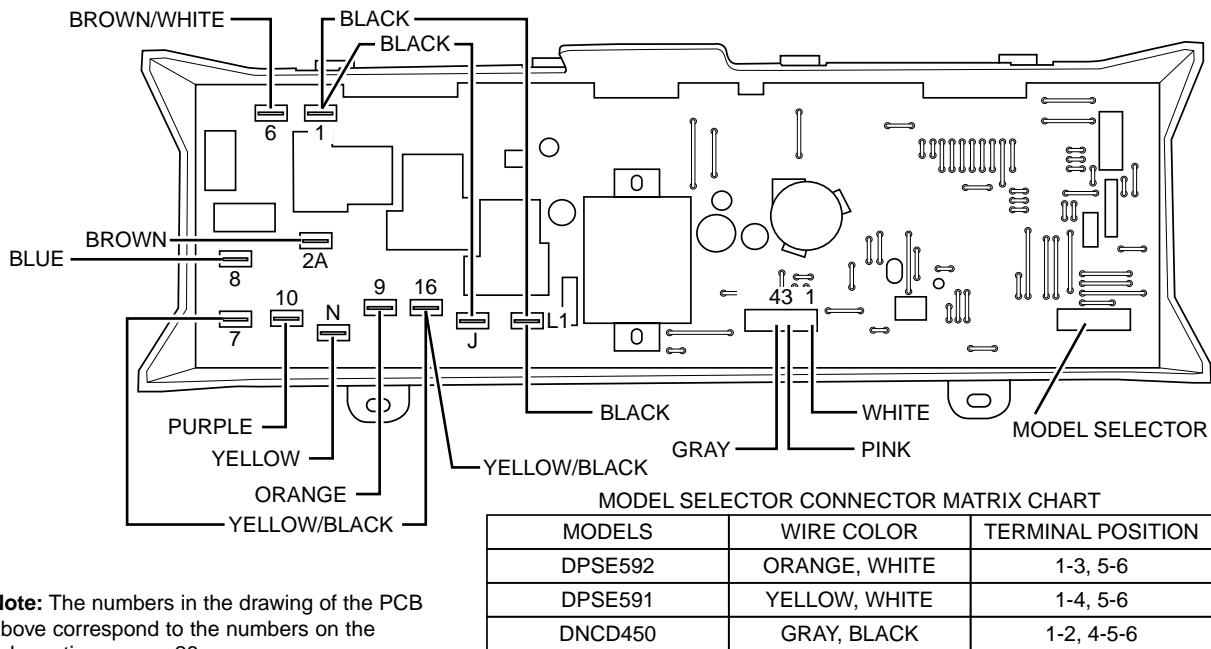 BROWN/WHITE
BLACK
BLACK
6
1
BROWN
2A
BLUE
8
7
10
N
9
16
J
L1
43 1
PURPLE
YELLOW
ORANGE
YELLOW/BLACK
YELLOW/BLACK
BLACK
GRAY
PINK
WHITE
MODEL SELECTOR
MODEL SELECTOR CONNECTOR MATRIX CHART
MODELS WIRE COLOR TERMINAL POSITION
DPSE592 ORANGE, WHITE 1-3, 5-6
DPSE591 YELLOW, WHITE 1-4, 5-6
DNCD450 GRAY, BLACK 1-2, 4-5-6
The numbers in the drawing of the PCB
correspond to the numbers on the